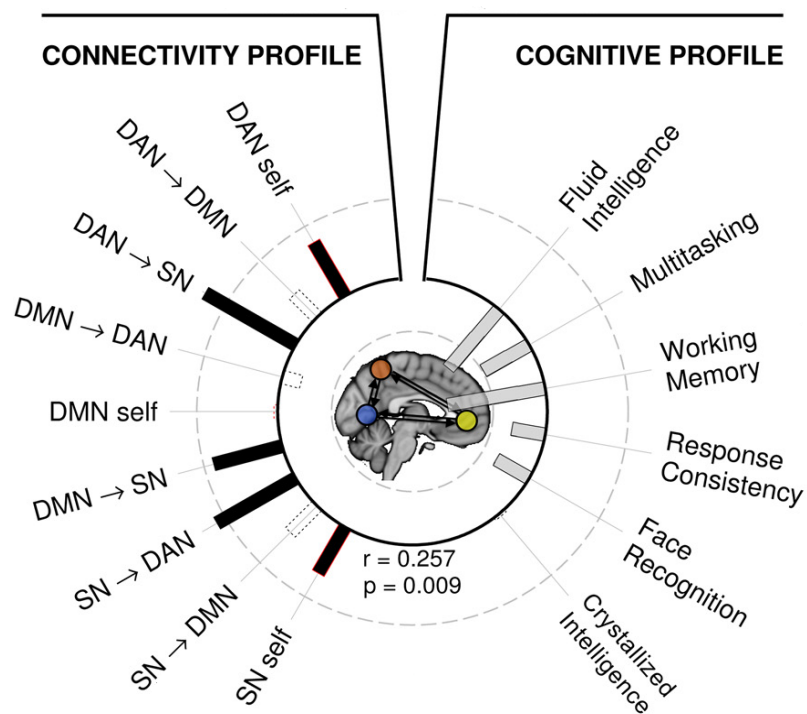 CONNECTIVITY PROFILE
COGNITIVE PROFILE
DAN self
DAN → DMN
DAN → SN
DMN → DAN
DMN self
DMN → SN
SN → DAN
SN → DMN
SN self
Fluid
Intelligence
Multitasking
Working
Memory
Response
Consistency
Face
Recognition
Crystallized
Intelligence
r = 0.257
p = 0.009